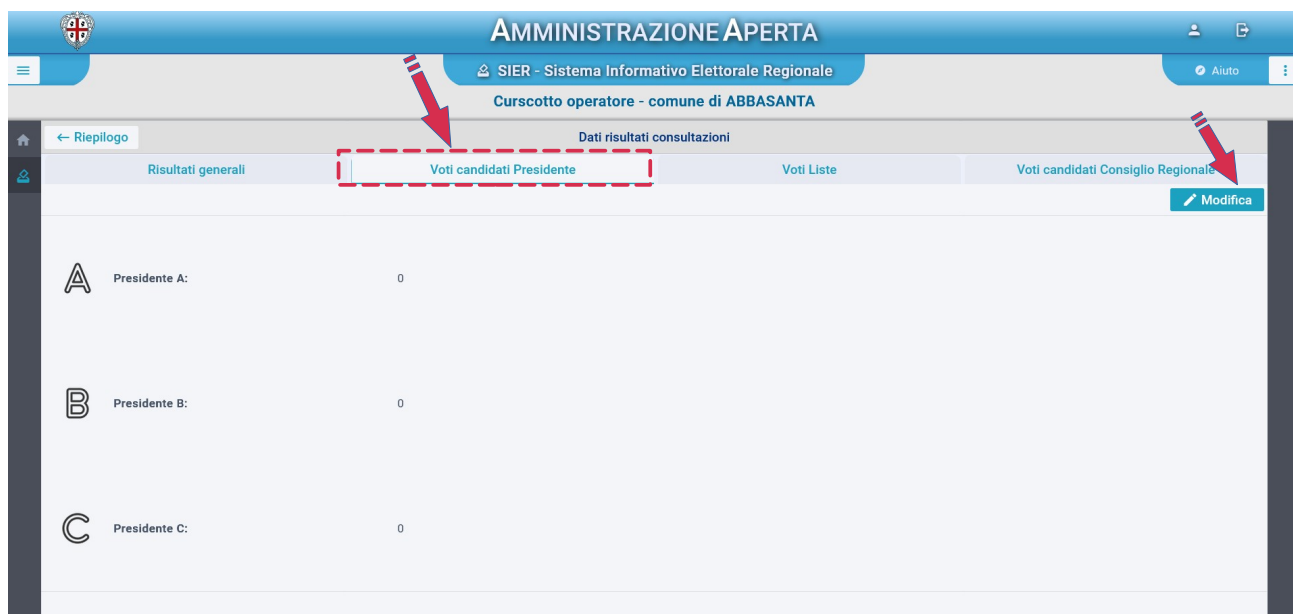 AMMINISTRAZIONE APERTA
SIER - Sistema Informativo Elettorale Regionale
Aiuto
Curscotto operatore - comune di ABBASANTA
← Riepilogo
Dati risultati consultazioni
Risultati generali
Voti candidati Presidente
Voti Liste
Voti candidati Consiglio Regionale
Modifica
A Presidente A: 0
B Presidente B: 0
C Presidente C: 0